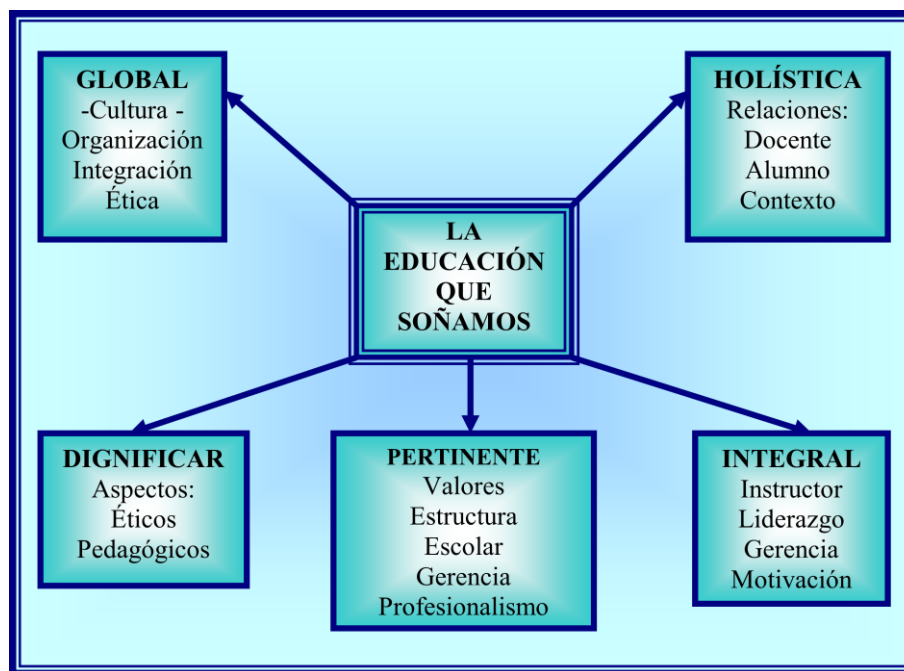 GLOBAL
-Cultura -
Organización
Integración
Ética
HOLÍSTICA
Relaciones:
Docente
Alumno
Contexto
LA
EDUCACIÓN
QUE
SOÑAMOS
DIGNIFICAR
Aspectos:
Éticos
Pedagógicos
PERTINENTE
Valores
Estructura
Escolar
Gerencia
Profesionalismo
INTEGRAL
Instructor
Liderazgo
Gerencia
Motivación